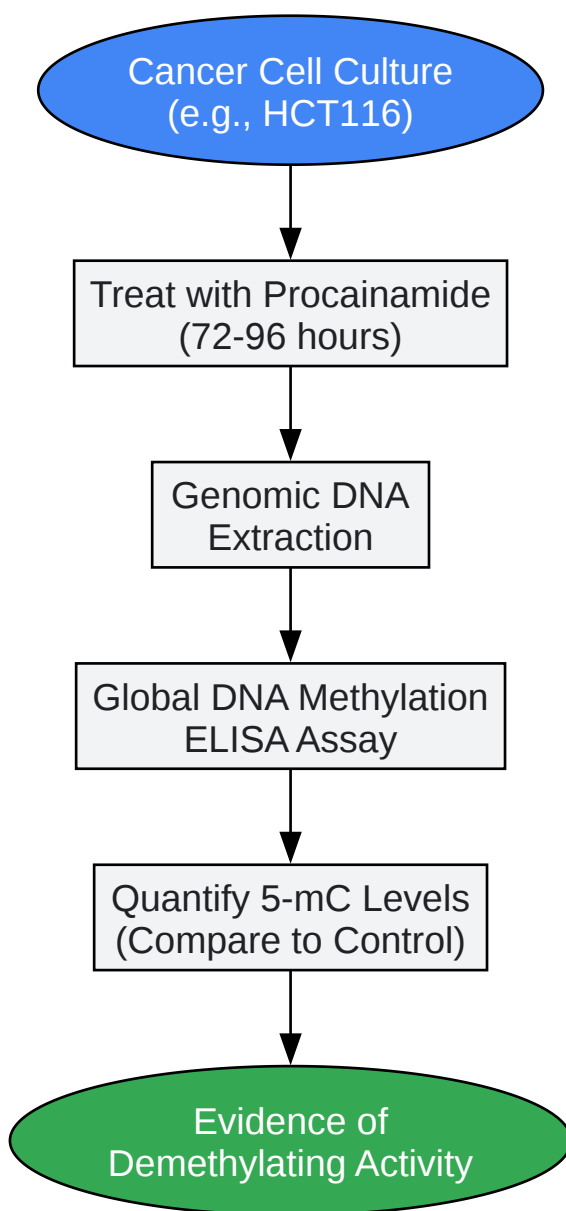 Cancer Cell Culture
(e.g., HCT116)
Treat with Procainamide
(72-96 hours)
Genomic DNA
Extraction
Global DNA Methylation
ELISA Assay
Quantify 5-mC Levels
(Compare to Control)
Evidence of
Demethylating Activity